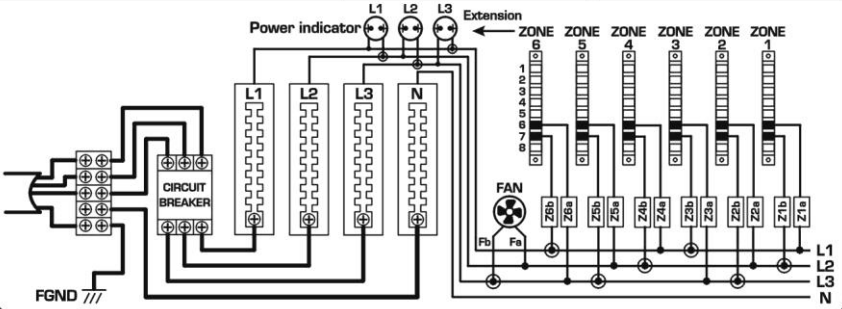 L1 L2 L3
Power indicator
Extension
ZONE ZONE ZONE ZONE ZONE ZONE
6 5 4 3 2 1
L1 L2 L3 N
1
2
3
4
5
6
7
8
CIRCUIT
BREAKER
FAN
Fb Fa
Z6b Z6a Z5b Z5a Z4b Z4a Z3b Z3a Z2b Z2a Z1b Z1a
L1
L2
L3
N
FGND